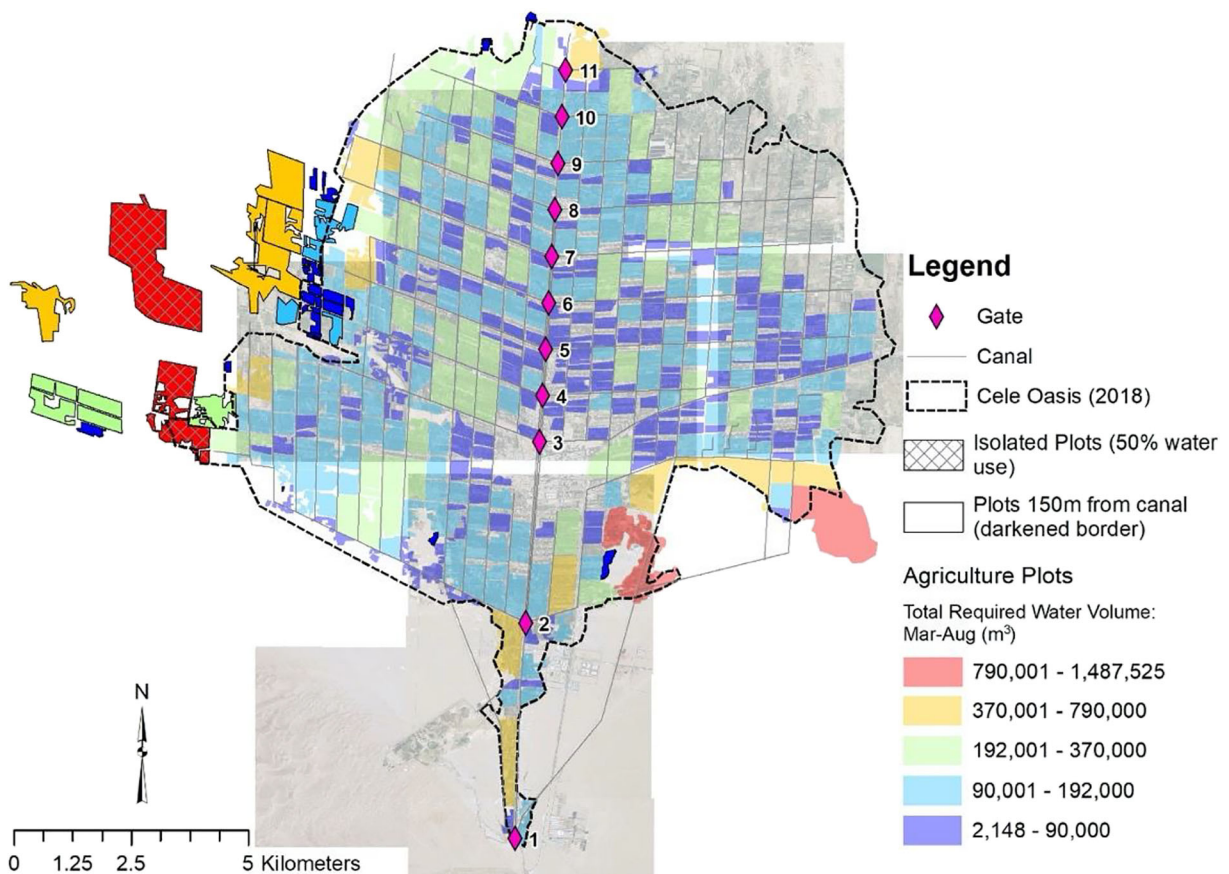 11
10
9
8
7
6
5
4
3
2
1
Legend
Gate
Canal
Cele Oasis (2018)
Isolated Plots (50% water
use)
Plots 150m from canal
(darkened border)
Agriculture Plots
Total Required Water Volume:
Mar-Aug (m³)
790,001 - 1,487,525
370,001 - 790,000
192,001 - 370,000
90,001 - 192,000
2,148 - 90,000
N
0 1.25 2.5 5 Kilometers